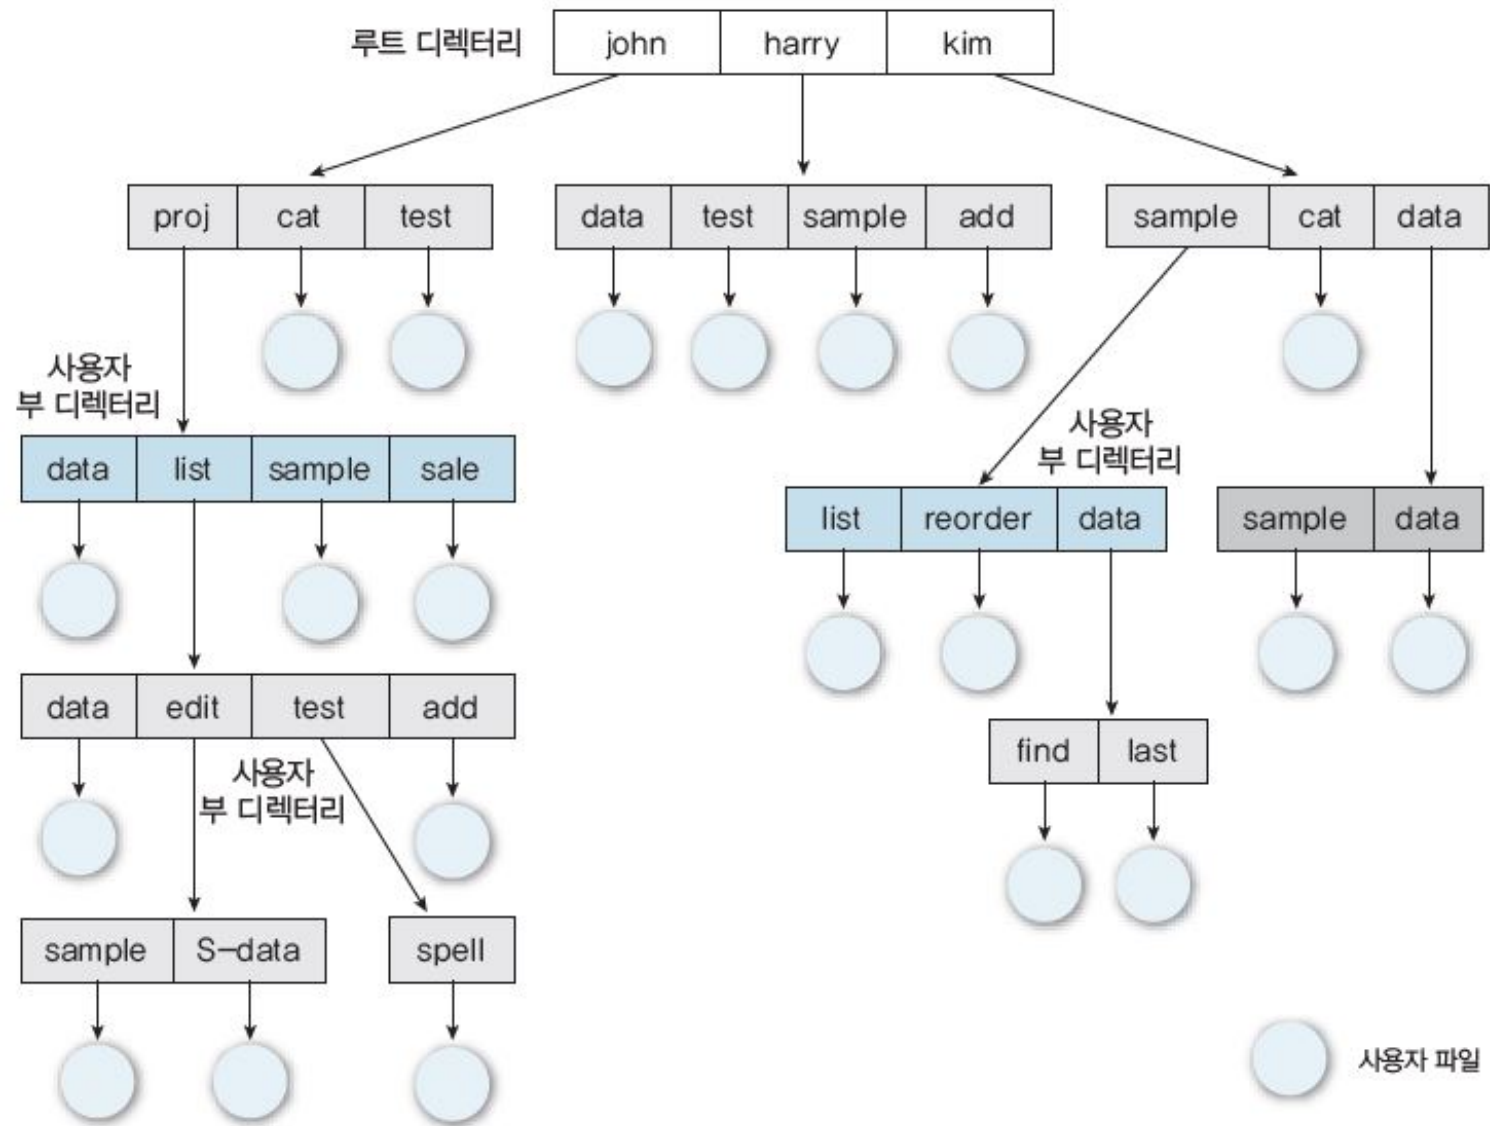 루트 디렉터리
john harry kim
proj cat test
data test sample add
sample cat data
사용자
부 디렉터리
data list sample sale
사용자
부 디렉터리
list reorder data
sample data
data edit test add
사용자
부 디렉터리
find last
sample S-data
spell
사용자 파일